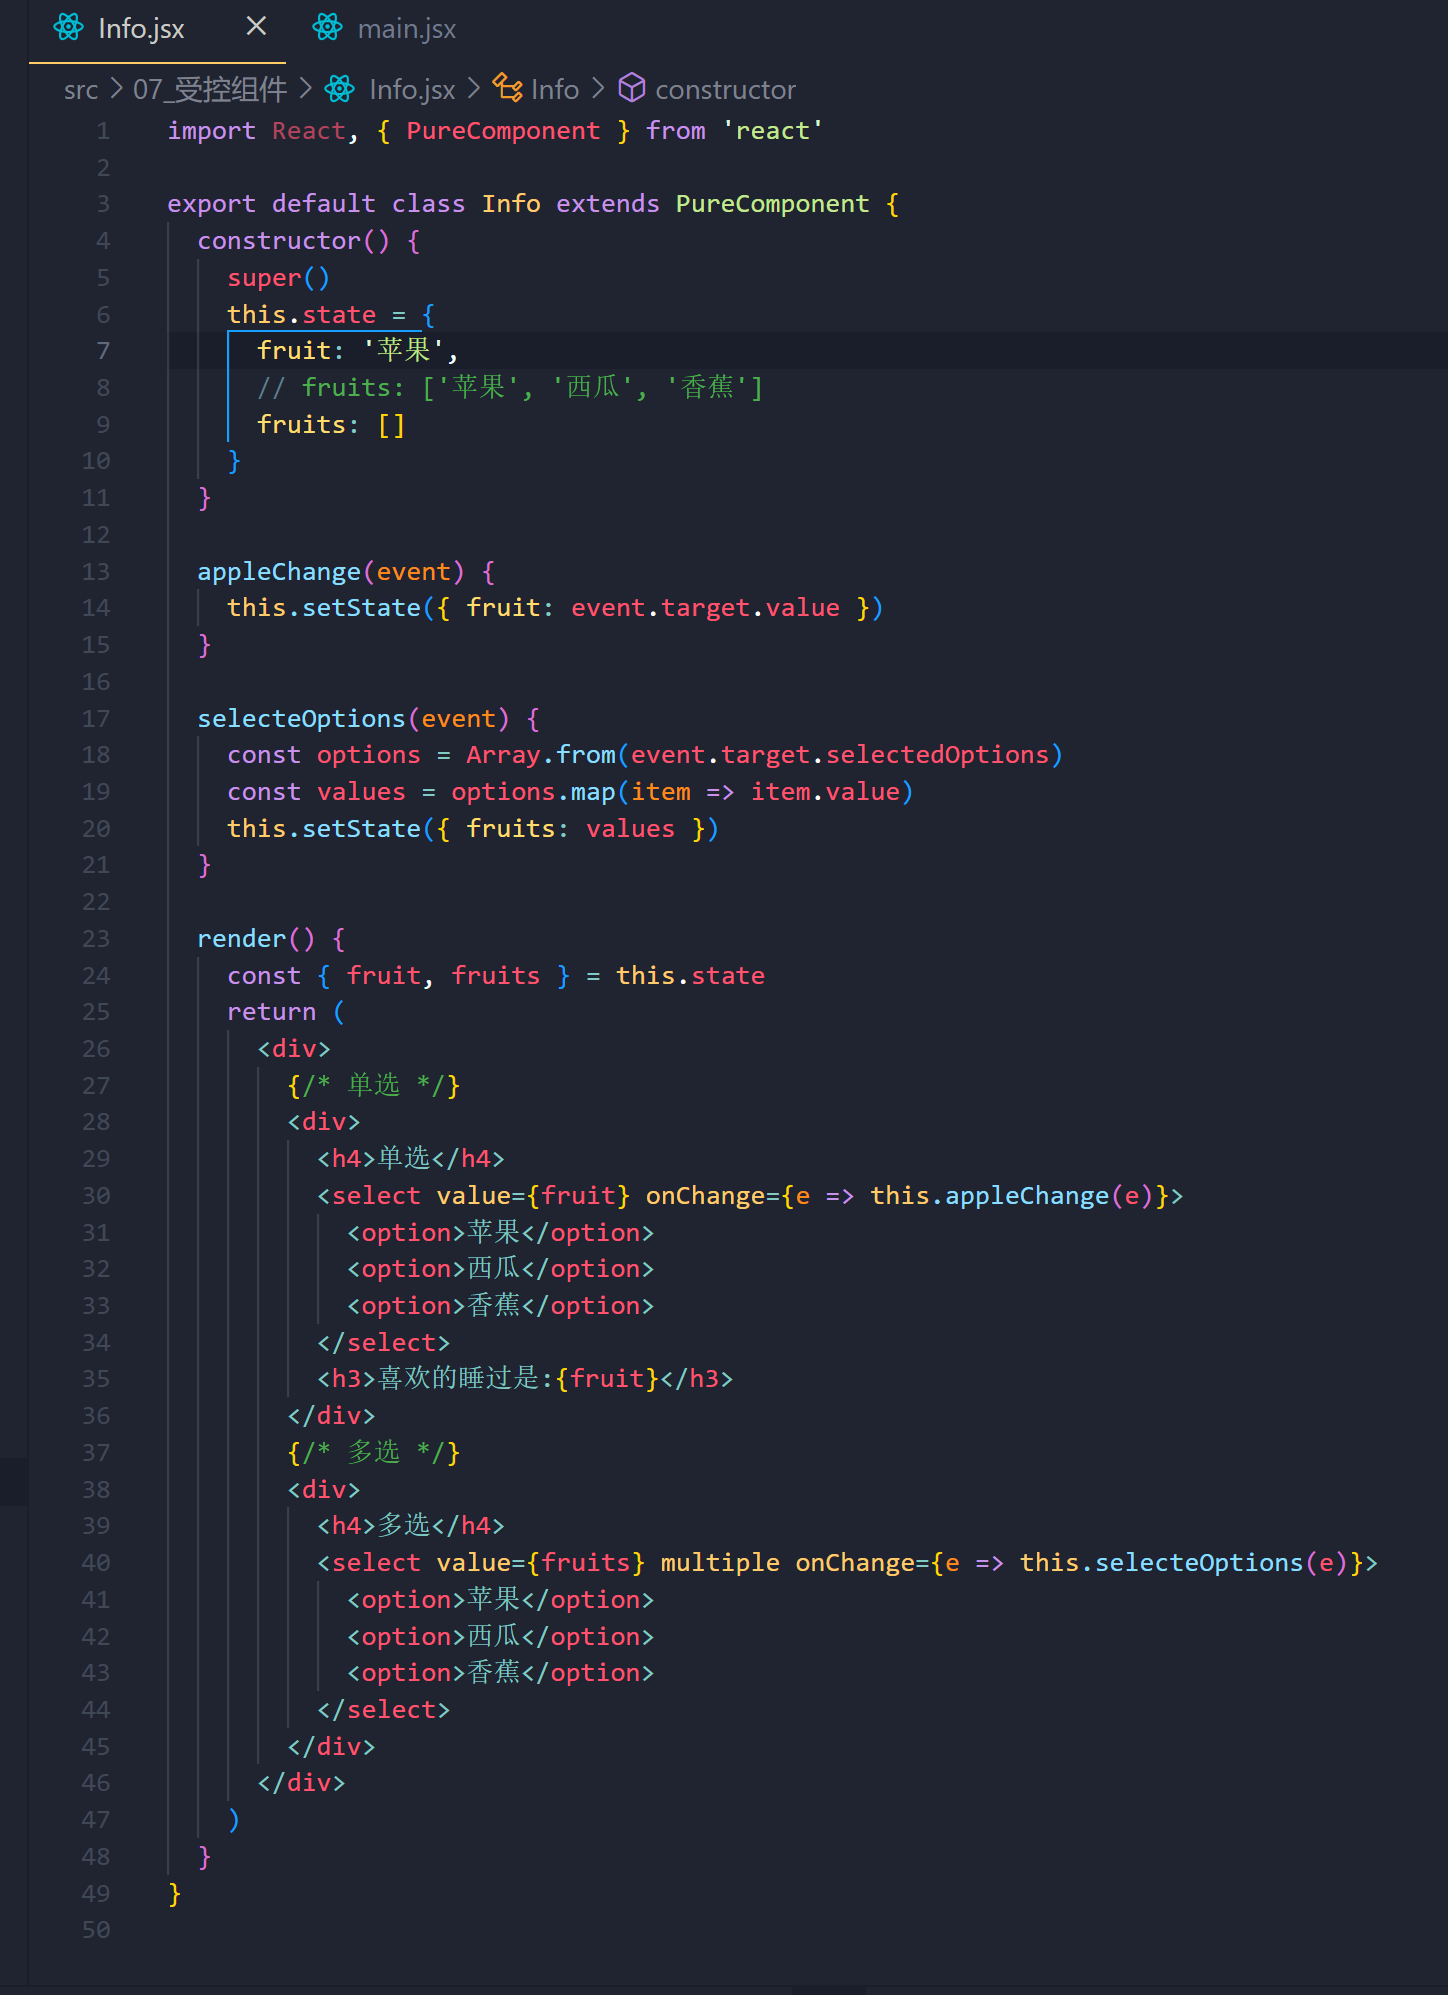 Info.jsx main.jsx
src > 07_受控组件 > Info.jsx > Info > constructor
1 import React, { PureComponent } from 'react'
2
3 export default class Info extends PureComponent {
4 constructor() {
5 super()
6 this.state = {
7 fruit: '苹果',
8 // fruits: ['苹果', '西瓜', '香蕉']
9 fruits: []
10 }
11 }
12
13 appleChange(event) {
14 this.setState({ fruit: event.target.value })
15 }
16
17 selecteOptions(event) {
18 const options = Array.from(event.target.selectedOptions)
19 const values = options.map(item => item.value)
20 this.setState({ fruits: values })
21 }
22
23 render() {
24 const { fruit, fruits } = this.state
25 return (
26 <div>
27 {/* 单选 */}
28 <div>
29 <h4>单选</h4>
30 <select value={fruit} onChange={e => this.appleChange(e)}>
31 <option>苹果</option>
32 <option>西瓜</option>
33 <option>香蕉</option>
34 </select>
35 <h3>喜欢的睡过是:{fruit}</h3>
36 </div>
37 {/* 多选 */}
38 <div>
39 <h4>多选</h4>
40 <select value={fruits} multiple onChange={e => this.selecteOptions(e)}>
41 <option>苹果</option>
42 <option>西瓜</option>
43 <option>香蕉</option>
44 </select>
45 </div>
46 </div>
47 )
48 }
49 }
50